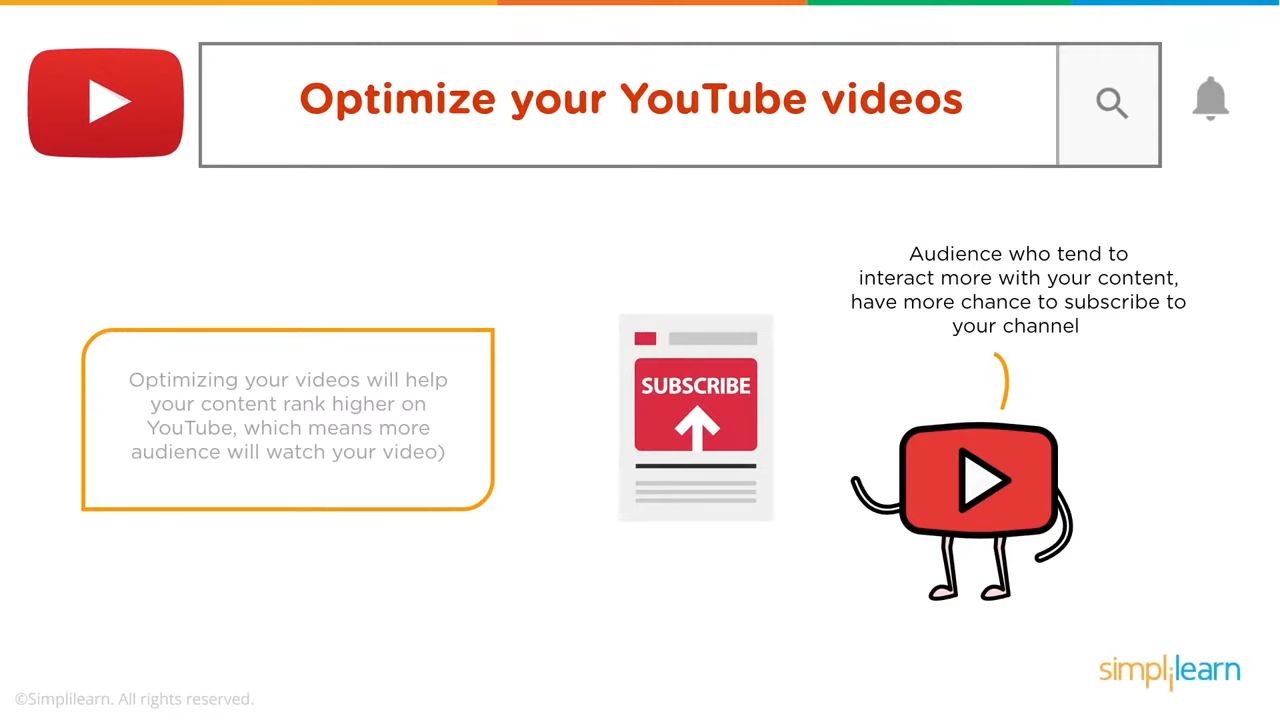 Optimize your YouTube videos
Audience who tend to
interact more with your content,
have more chance to subscribe to
your channel
Optimizing your videos will help
your content rank higher on
YouTube, which means more
audience will watch your video)
SUBSCRIBE
simplilearn
©Simplilearn. All rights reserved.